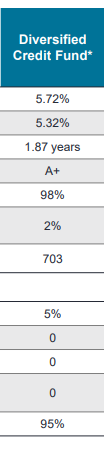 Diversified
Credit Fund*
5.72%
5.32%
1.87 years
A+
98%
2%
703
5%
0
0
0
95%